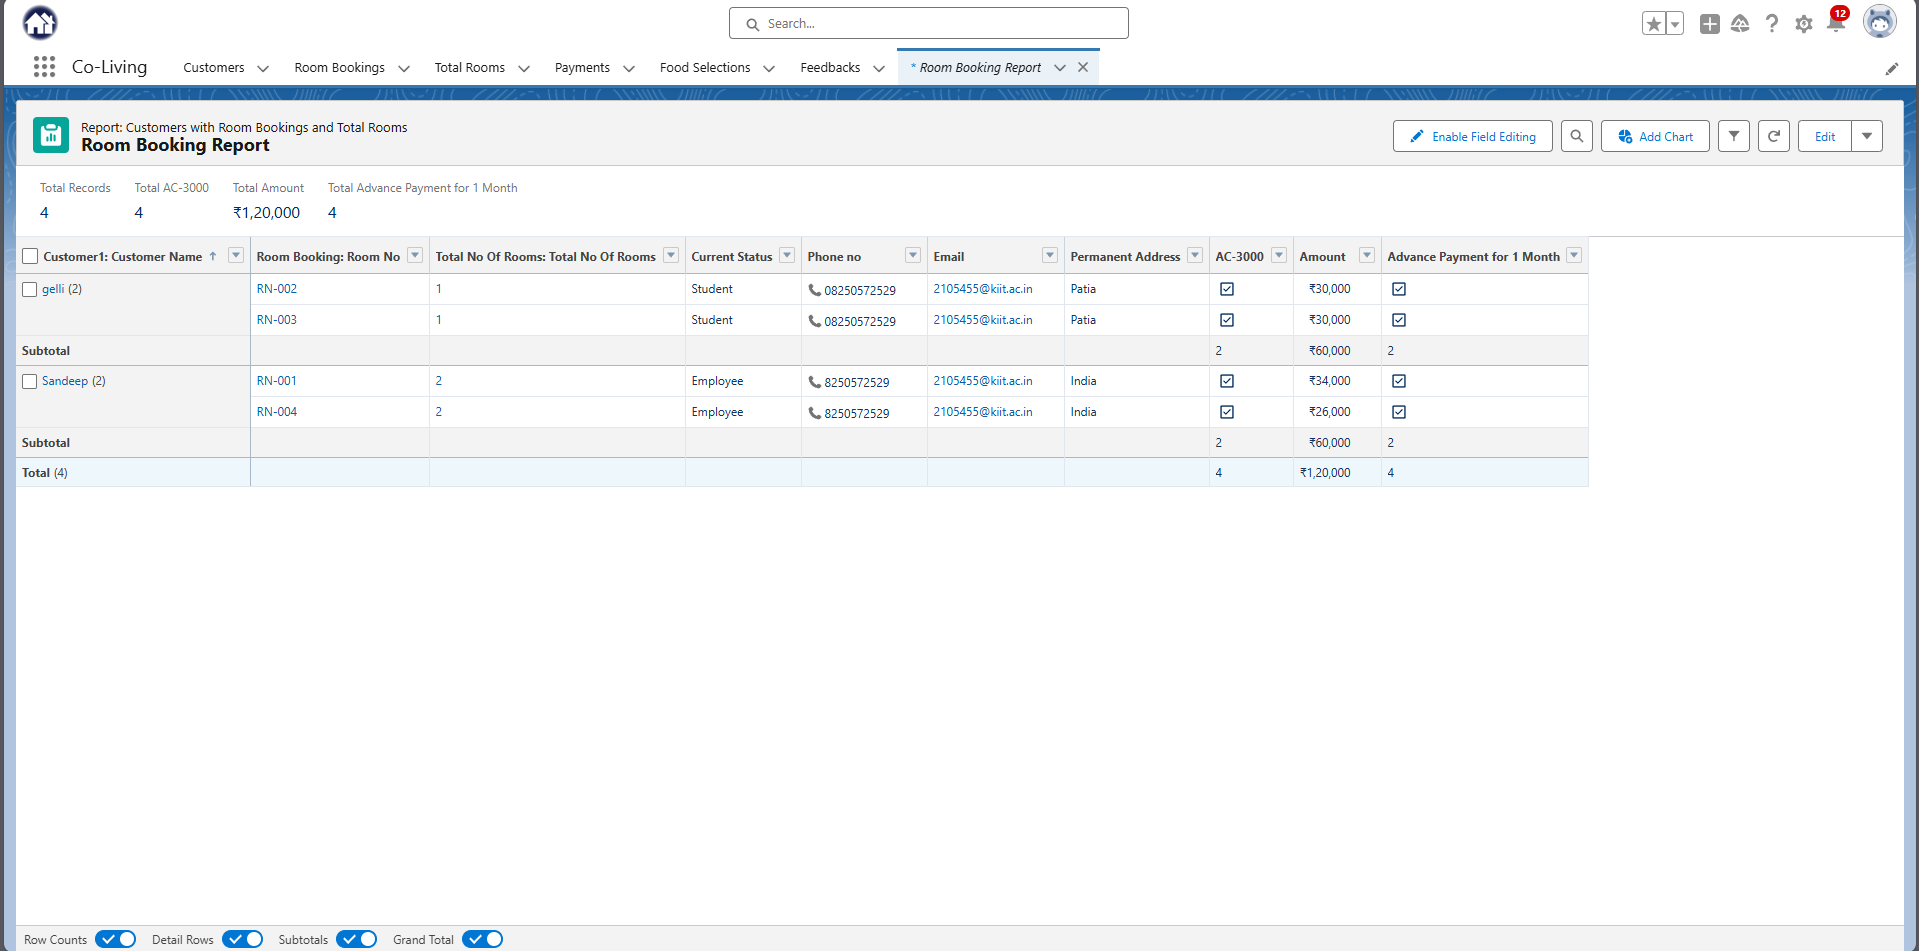 Search...
12
Co-Living Customers Room Bookings Total Rooms Payments Food Selections Feedbacks * Room Booking Report
Report: Customers with Room Bookings and Total Rooms
Room Booking Report
Enable Field Editing Add Chart Edit
Total Records Total AC-3000 Total Amount Total Advance Payment for 1 Month
4 4 ₹1,20,000 4
Customer1: Customer Name ↑ Room Booking: Room No Total No Of Rooms: Total No Of Rooms Current Status Phone no Email Permanent Address AC-3000 Amount Advance Payment for 1 Month
gelli (2) RN-002 1 Student 08250572529 2105455@kiit.ac.in Patia ₹30,000
RN-003 1 Student 08250572529 2105455@kiit.ac.in Patia ₹30,000
Subtotal 2 ₹60,000 2
Sandeep (2) RN-001 2 Employee 8250572529 2105455@kiit.ac.in India ₹34,000
RN-004 2 Employee 8250572529 2105455@kiit.ac.in India ₹26,000
Subtotal 2 ₹60,000 2
Total (4) 4 ₹1,20,000 4
Row Counts Detail Rows Subtotals Grand Total